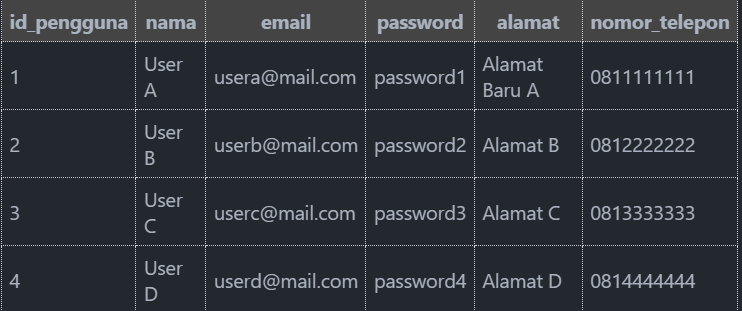 id_pengguna nama email password alamat nomor_telepon
1 User A usera@mail.com password1 Alamat Baru A 0811111111
2 User B userb@mail.com password2 Alamat B 0812222222
3 User C userc@mail.com password3 Alamat C 0813333333
4 User D userd@mail.com password4 Alamat D 0814444444